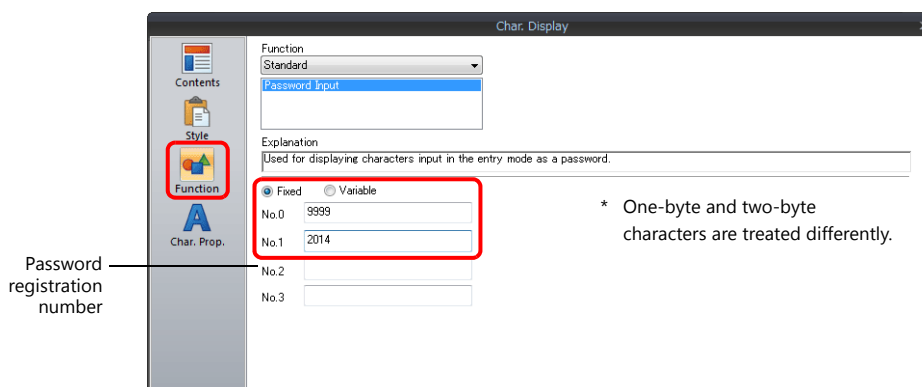 Char. Display
Contents
Style
Function
Char. Prop.
Function
Standard
Password Input
Explanation
Used for displaying characters input in the entry mode as a password.
Fixed
Variable
No.0 9999
No.1 2014
No.2
No.3
Password
registration
number
* One-byte and two-byte
characters are treated differently.